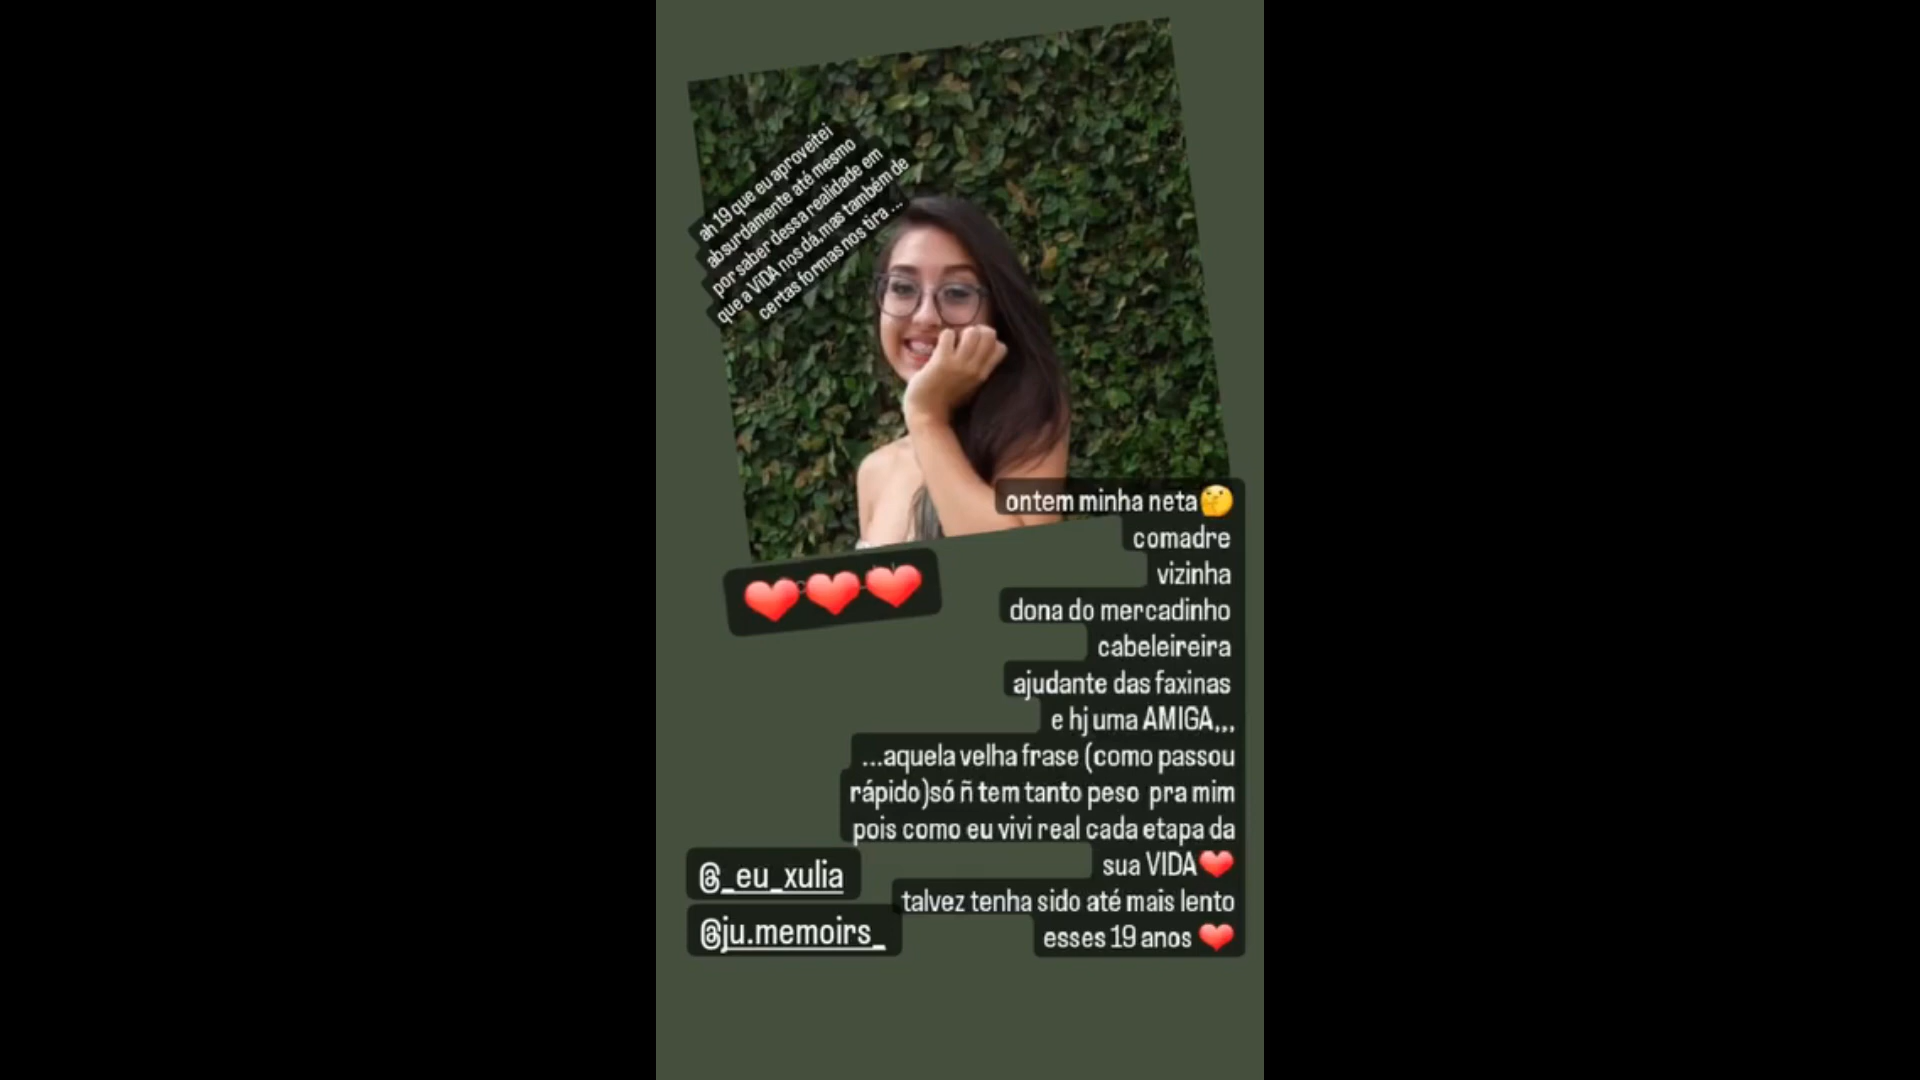 ah 19 que eu aproveitei
absurdamente até mesmo
por saber dessa realidade em
que a ViDA nos dá,mas também de
certas formas nos tira ...
ontem minha neta🤔
comadre
vizinha
dona do mercadinho
cabeleireira
ajudante das faxinas
e hj uma AMIGA,,,
...aquela velha frase (como passou
rápido)só ñ tem tanto peso pra mim
pois como eu vivi real cada etapa da
sua VIDA❤️
talvez tenha sido até mais lento
esses 19 anos ❤️
❤️❤️❤️
@_eu_xulia
@ju.memoirs_